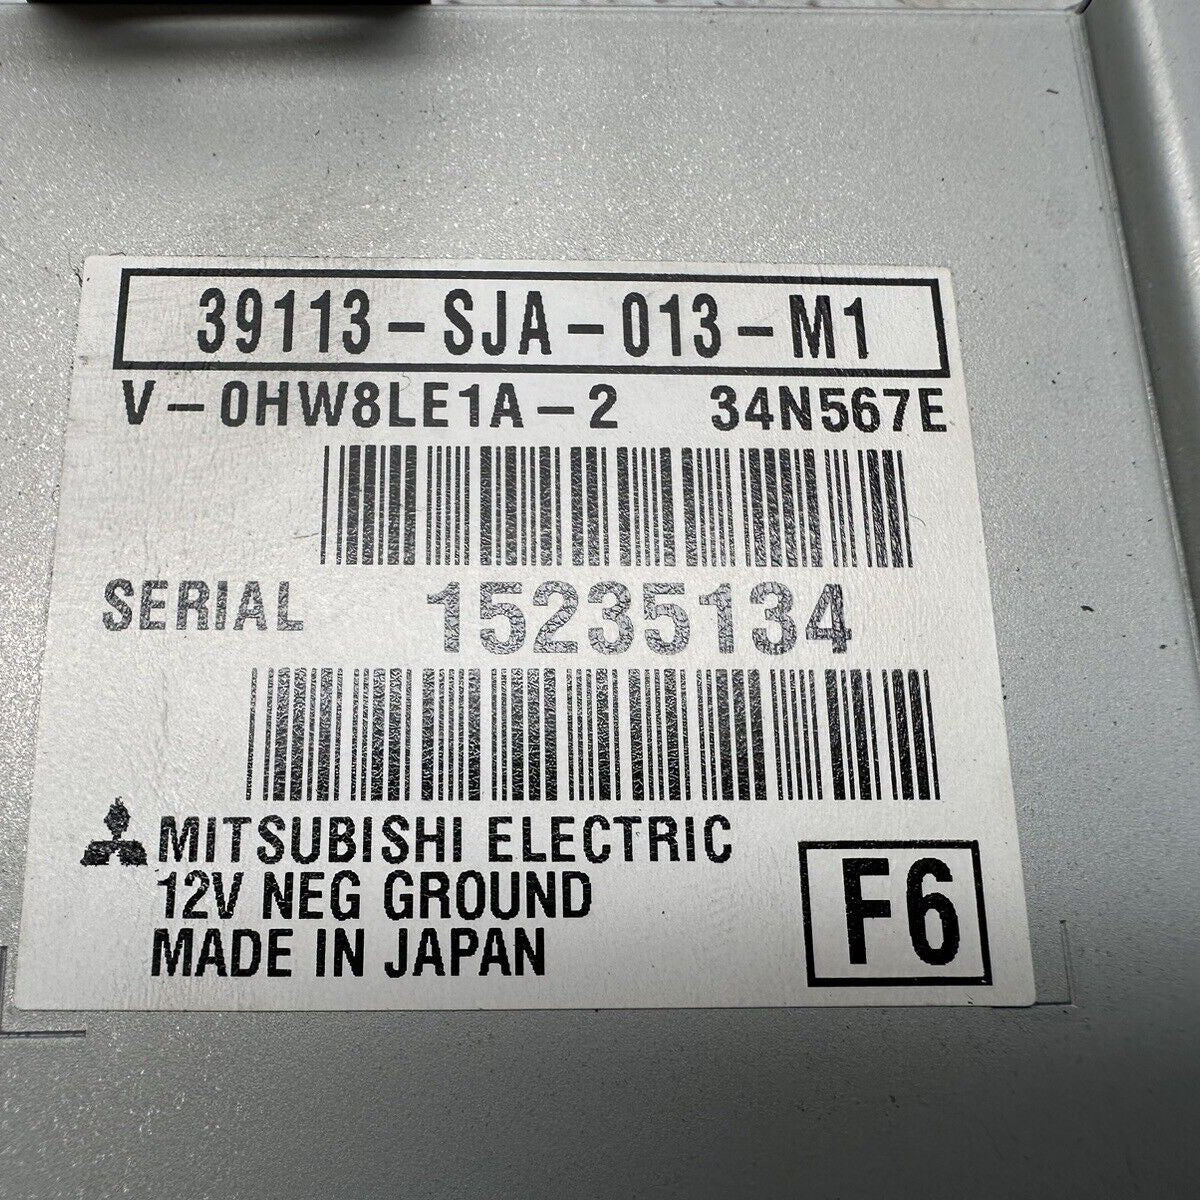 39113-SJA-013-M1
V-0HW8LE1A-2 34N567E
SERIAL 15235134
MITSUBISHI ELECTRIC
12V NEG GROUND
MADE IN JAPAN
F6